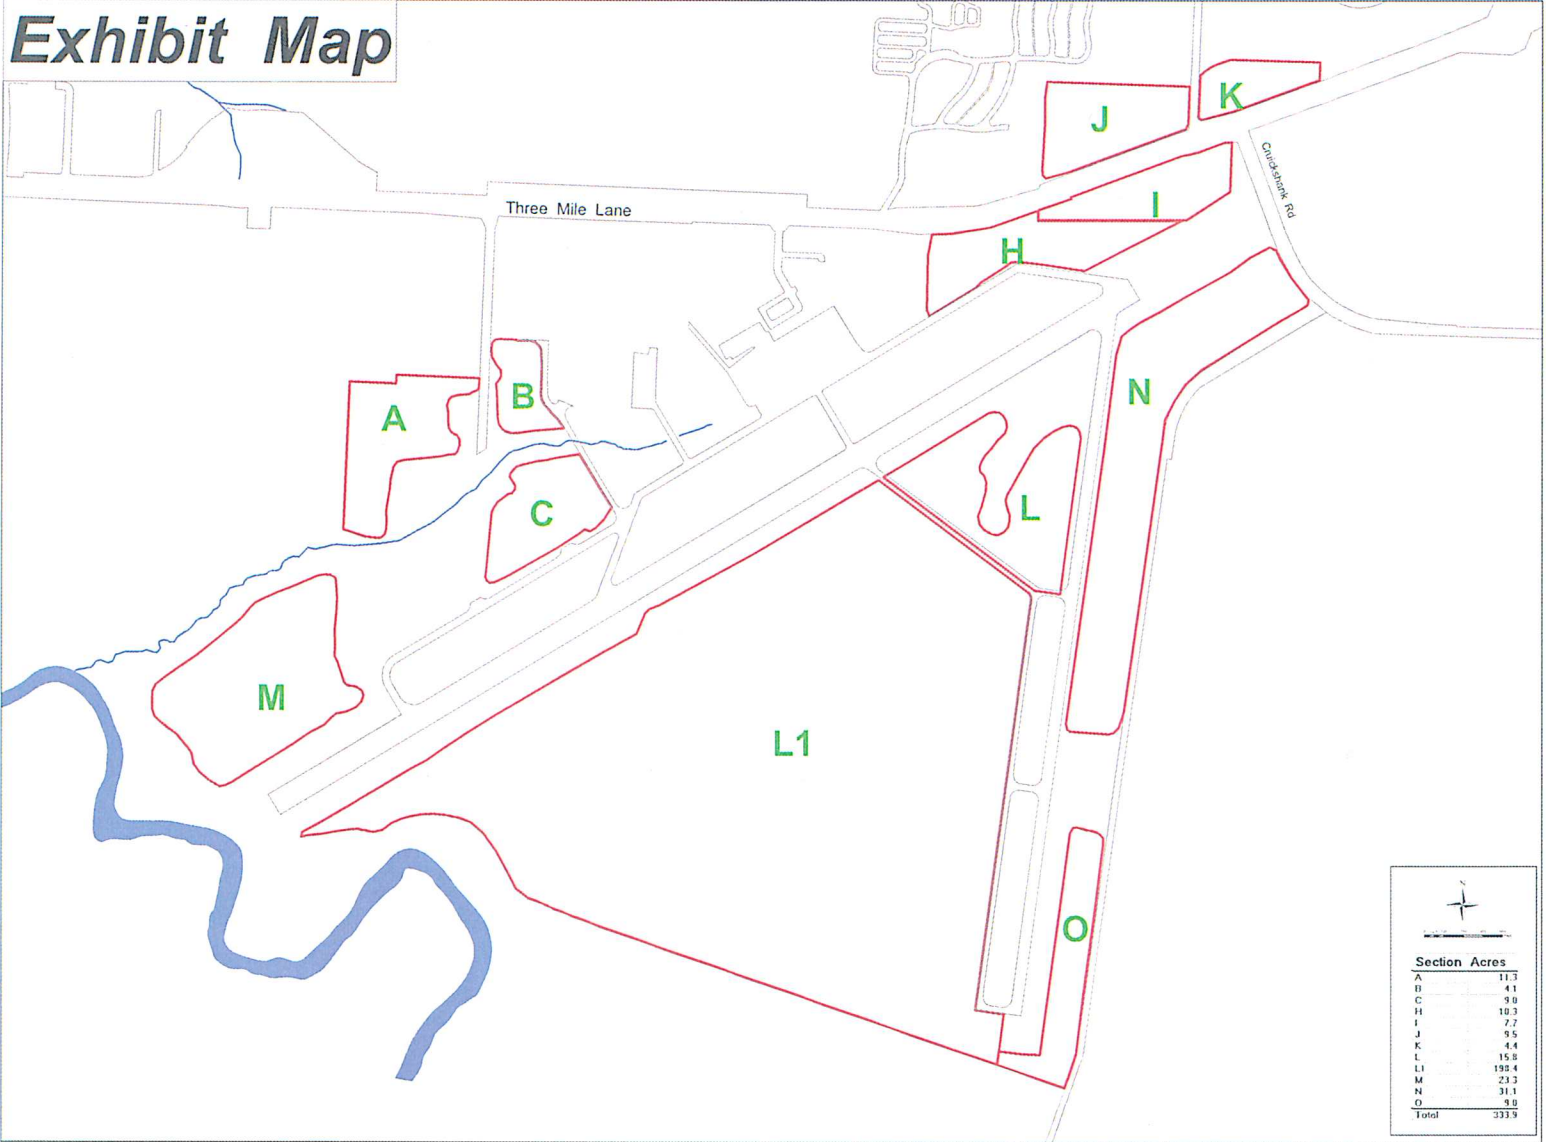 Exhibit Map
K
J
Cruickshank Rd
I
Three Mile Lane
H
B
N
A
C
L
M
L1
O
N
Section Acres
A 11.3
B 4.1
C 9.0
H 10.3
I 7.7
J 9.5
K 4.4
L 15.8
L1 198.4
M 23.3
N 31.1
O 9.0
Total 333.9